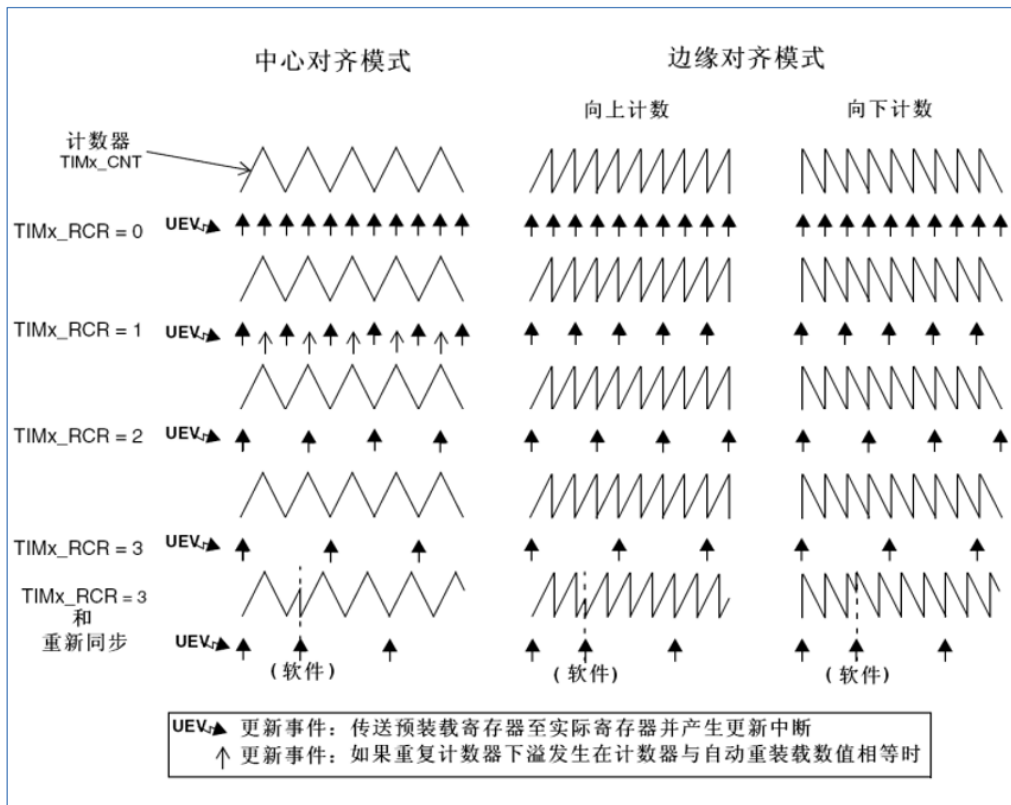 中心对齐模式
边缘对齐模式
向上计数
向下计数
计数器
TIMx_CNT
TIMx_RCR = 0
UEV
TIMx_RCR = 1
UEV
TIMx_RCR = 2
UEV
TIMx_RCR = 3
UEV
TIMx_RCR = 3
和
重新同步
UEV
(软件)
(软件)
(软件)
UEV 更新事件：传送预装载寄存器至实际寄存器并产生更新中断
更新事件：如果重复计数器下溢发生在计数器与自动重装载数值相等时